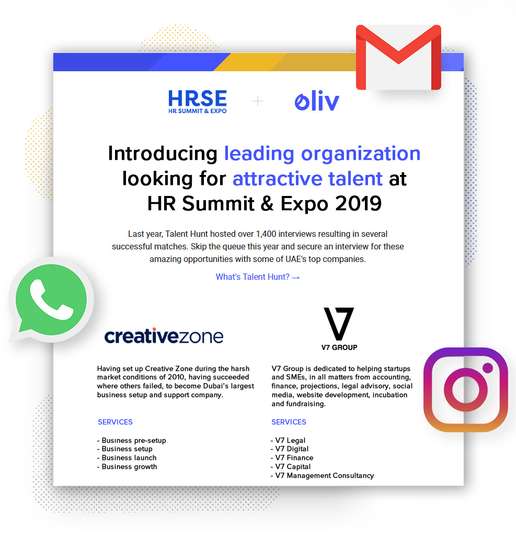 HRSE
HR SUMMIT & EXPO
+
oliv
Introducing leading organization
looking for attractive talent at
HR Summit & Expo 2019
Last year, Talent Hunt hosted over 1,400 interviews resulting in several
successful matches. Skip the queue this year and secure an interview for these
amazing opportunities with some of UAE's top companies.
What's Talent Hunt? →
creativezone
Having set up Creative Zone during the harsh
market conditions of 2010, having succeeded
where others failed, to become Dubai's largest
business setup and support company.
SERVICES
- Business pre-setup
- Business setup
- Business launch
- Business growth
V7 GROUP
V7 Group is dedicated to helping startups
and SMEs, in all matters from accounting,
finance, projections, legal advisory, social
media, website development, incubation
and fundraising.
SERVICES
- V7 Legal
- V7 Digital
- V7 Finance
- V7 Capital
- V7 Management Consultancy